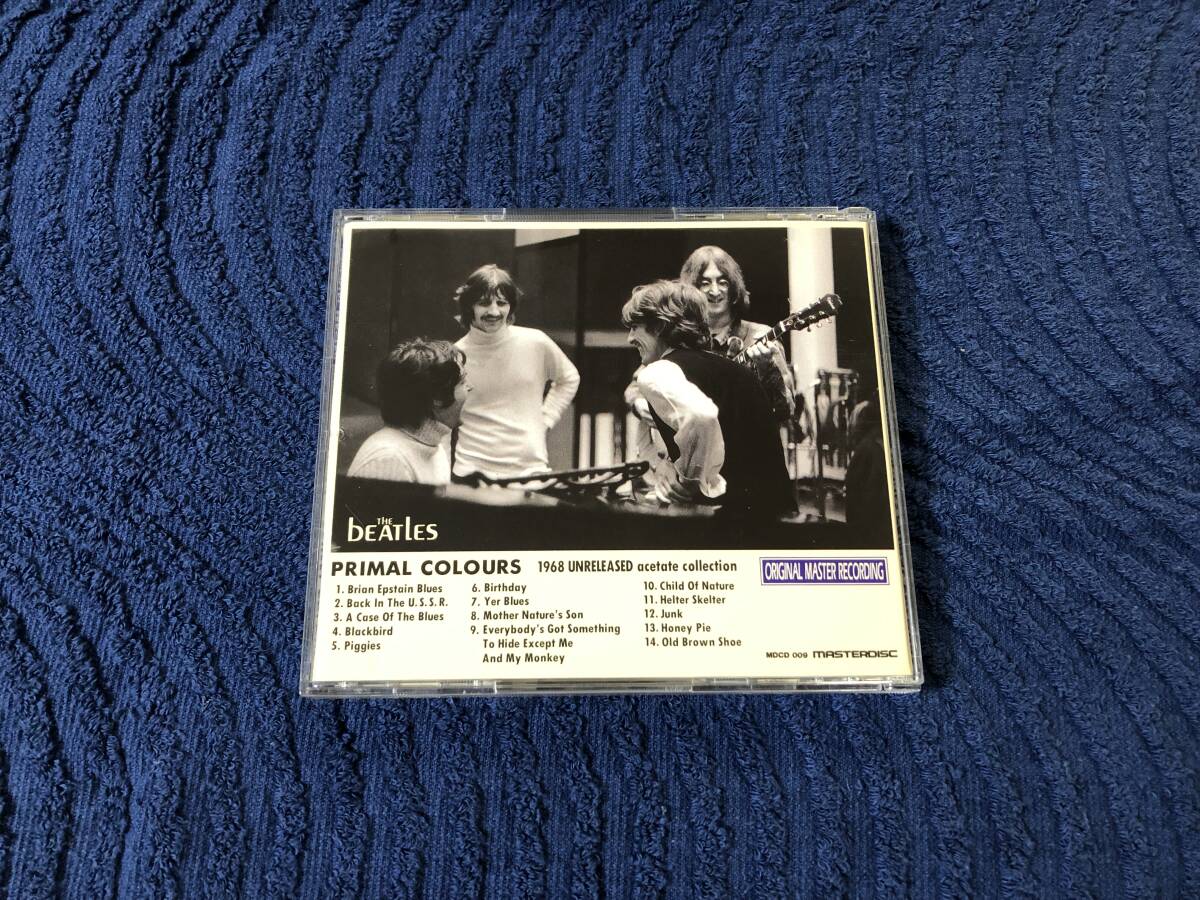 THE
BEATLES
PRIMAL COLOURS 1968 UNRELEASED acetate collection
ORIGINAL MASTER RECORDING
1. Brian Epstain Blues
2. Back In The U.S.S.R.
3. A Case Of The Blues
4. Blackbird
5. Piggies
6. Birthday
7. Yer Blues
8. Mother Nature's Son
9. Everybody's Got Something
To Hide Except Me
And My Monkey
10. Child Of Nature
11. Helter Skelter
12. Junk
13. Honey Pie
14. Old Brown Shoe
MDCD 009 MASTERDISC